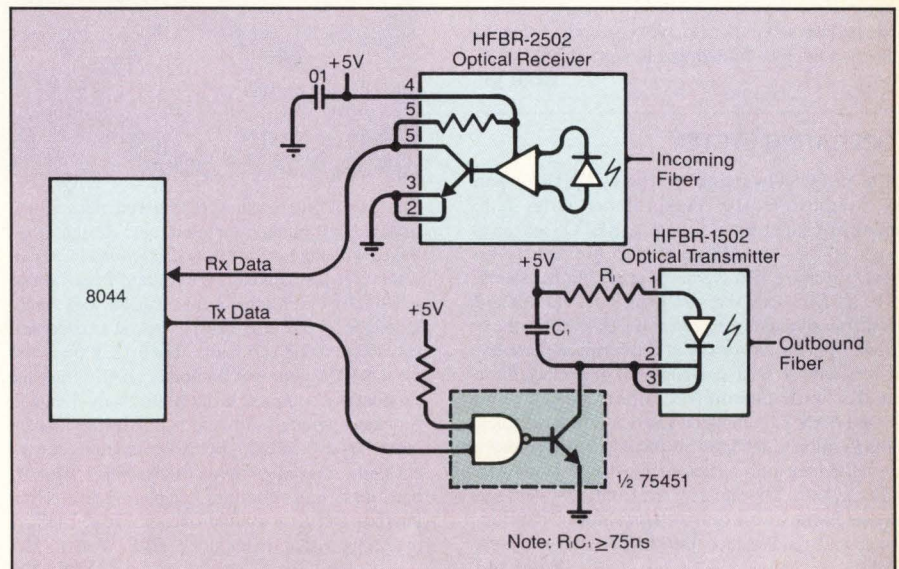 HFBR-2502
Optical Receiver
+5V
01
4
5
5
3
2
Incoming
Fiber
HFBR-1502
Optical Transmitter
+5V
R₁
1
C₁
2
3
Outbound
Fiber
8044
Rx Data
Tx Data
+5V
½ 75451
Note: R₁C₁≥75ns